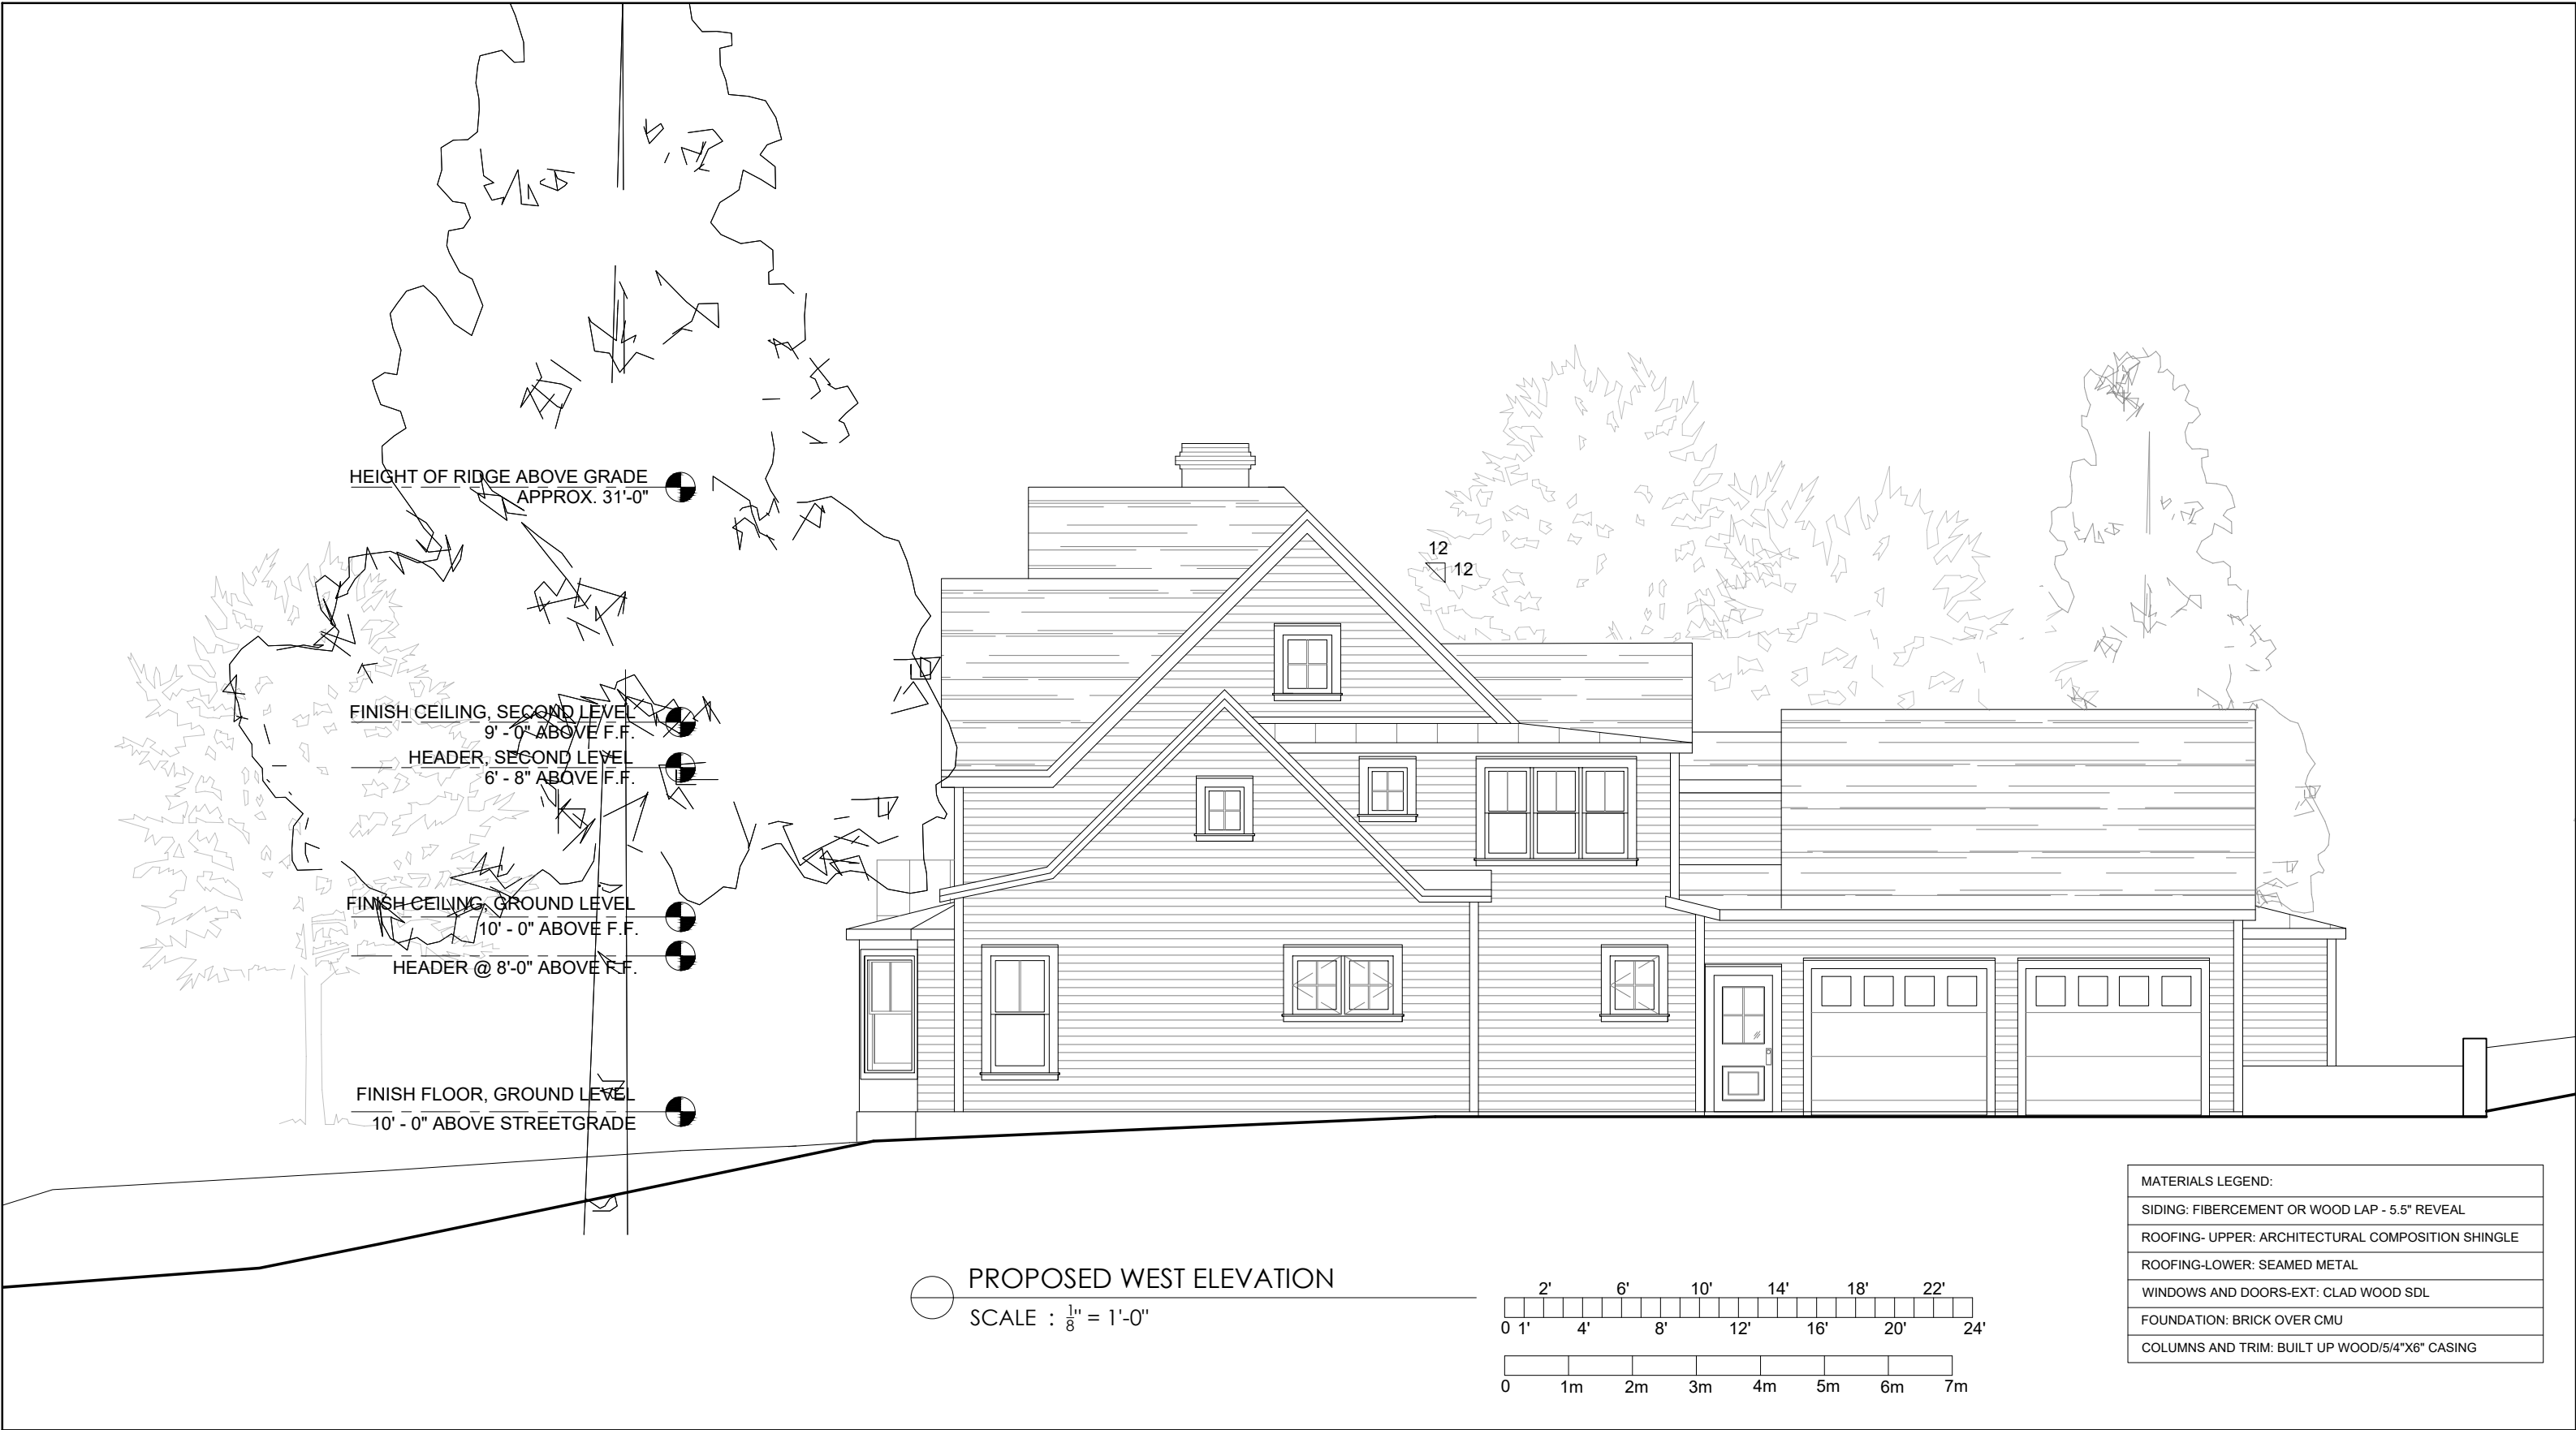 HEIGHT OF RIDGE ABOVE GRADE
APPROX. 31'-0"
12
12
FINISH CEILING, SECOND LEVEL
9' - 0" ABOVE F.F.
HEADER, SECOND LEVEL
6' - 8" ABOVE F.F.
FINISH CEILING, GROUND LEVEL
10' - 0" ABOVE F.F.
HEADER @ 8'-0" ABOVE F.F.
FINISH FLOOR, GROUND LEVEL
10' - 0" ABOVE STREETGRADE
PROPOSED WEST ELEVATION
SCALE : 1/8" = 1'-0"
2' 6' 10' 14' 18' 22'
0 1' 4' 8' 12' 16' 20' 24'
0 1m 2m 3m 4m 5m 6m 7m
MATERIALS LEGEND:
SIDING: FIBERCEMENT OR WOOD LAP - 5.5" REVEAL
ROOFING- UPPER: ARCHITECTURAL COMPOSITION SHINGLE
ROOFING-LOWER: SEAMED METAL
WINDOWS AND DOORS-EXT: CLAD WOOD SDL
FOUNDATION: BRICK OVER CMU
COLUMNS AND TRIM: BUILT UP WOOD/5/4"X6" CASING